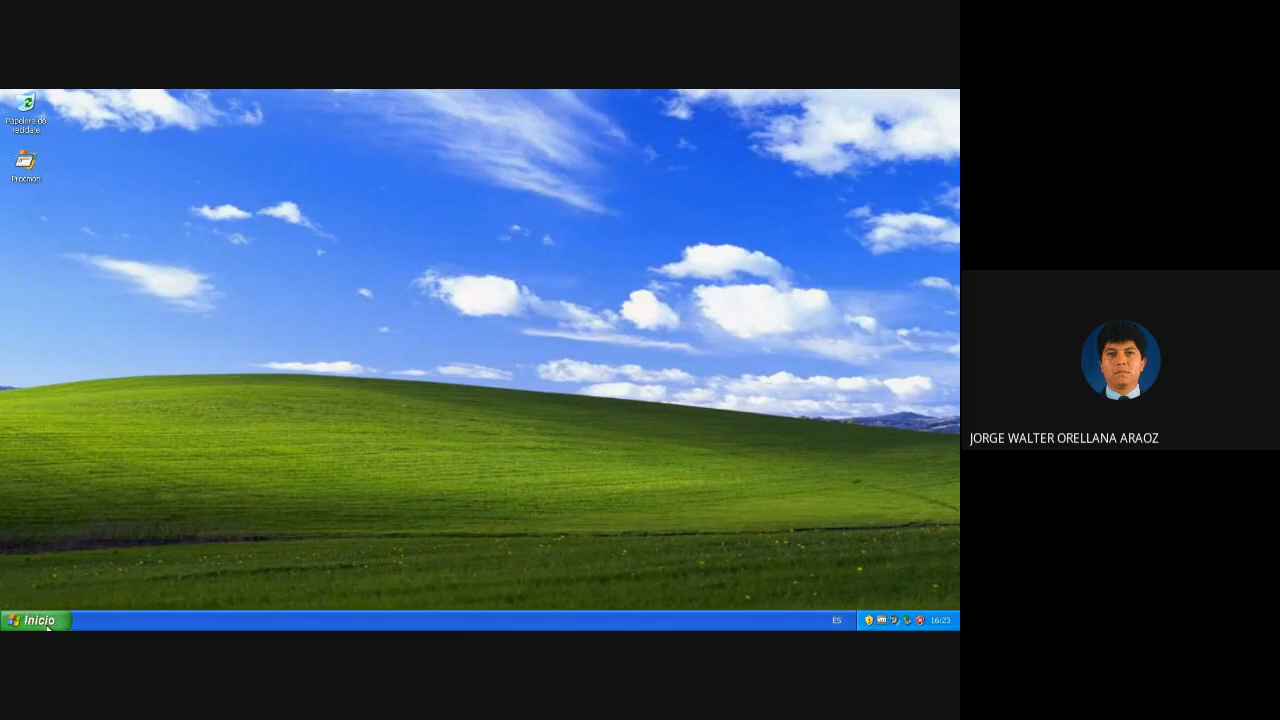 Papelera de
reciclaje
Procmon
Inicio
ES
16:23
JORGE WALTER ORELLANA ARAOZ